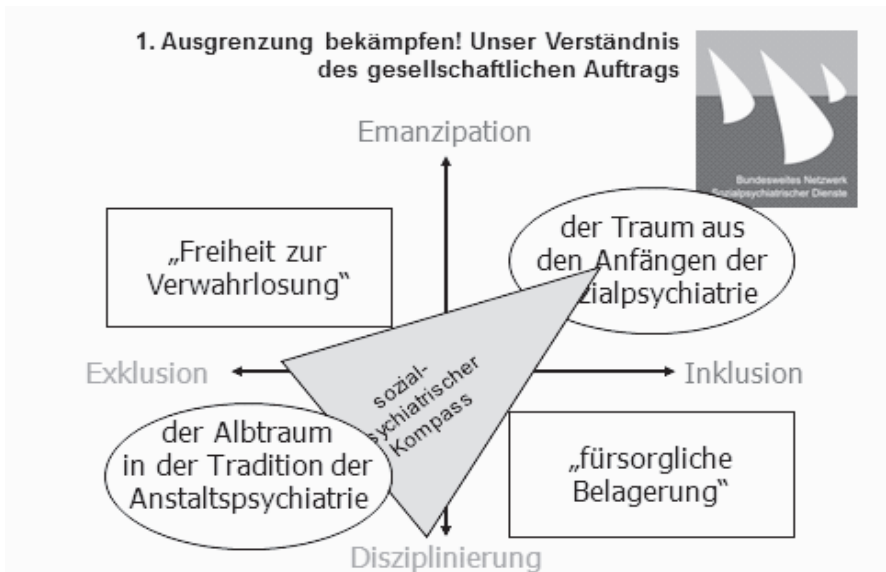 1. Ausgrenzung bekämpfen! Unser Verständnis
des gesellschaftlichen Auftrags
Bundesweites Netzwerk
Sozialpsychiatrischer Dienste
Emanzipation
„Freiheit zur
Verwahrlosung“
der Traum aus
den Anfängen der
zialpsychiatrie
Exklusion
Inklusion
sozial-
psychiatrischer
Kompass
der Albtraum
in der Tradition der
Anstaltspsychiatrie
„fürsorgliche
Belagerung“
Disziplinierung